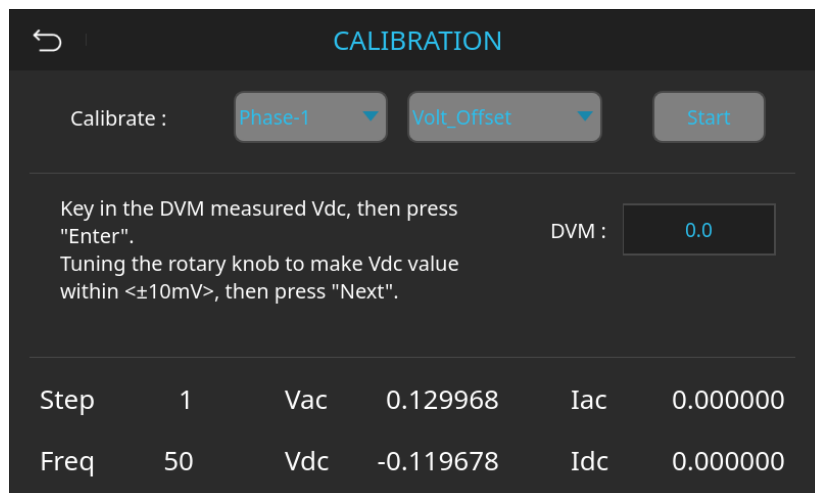 CALIBRATION
Calibrate : Phase-1 Volt_Offset Start
Key in the DVM measured Vdc, then press
"Enter".
Tuning the rotary knob to make Vdc value
within <±10mV>, then press "Next".
DVM : 0.0
Step 1 Vac 0.129968 Iac 0.000000
Freq 50 Vdc -0.119678 Idc 0.000000